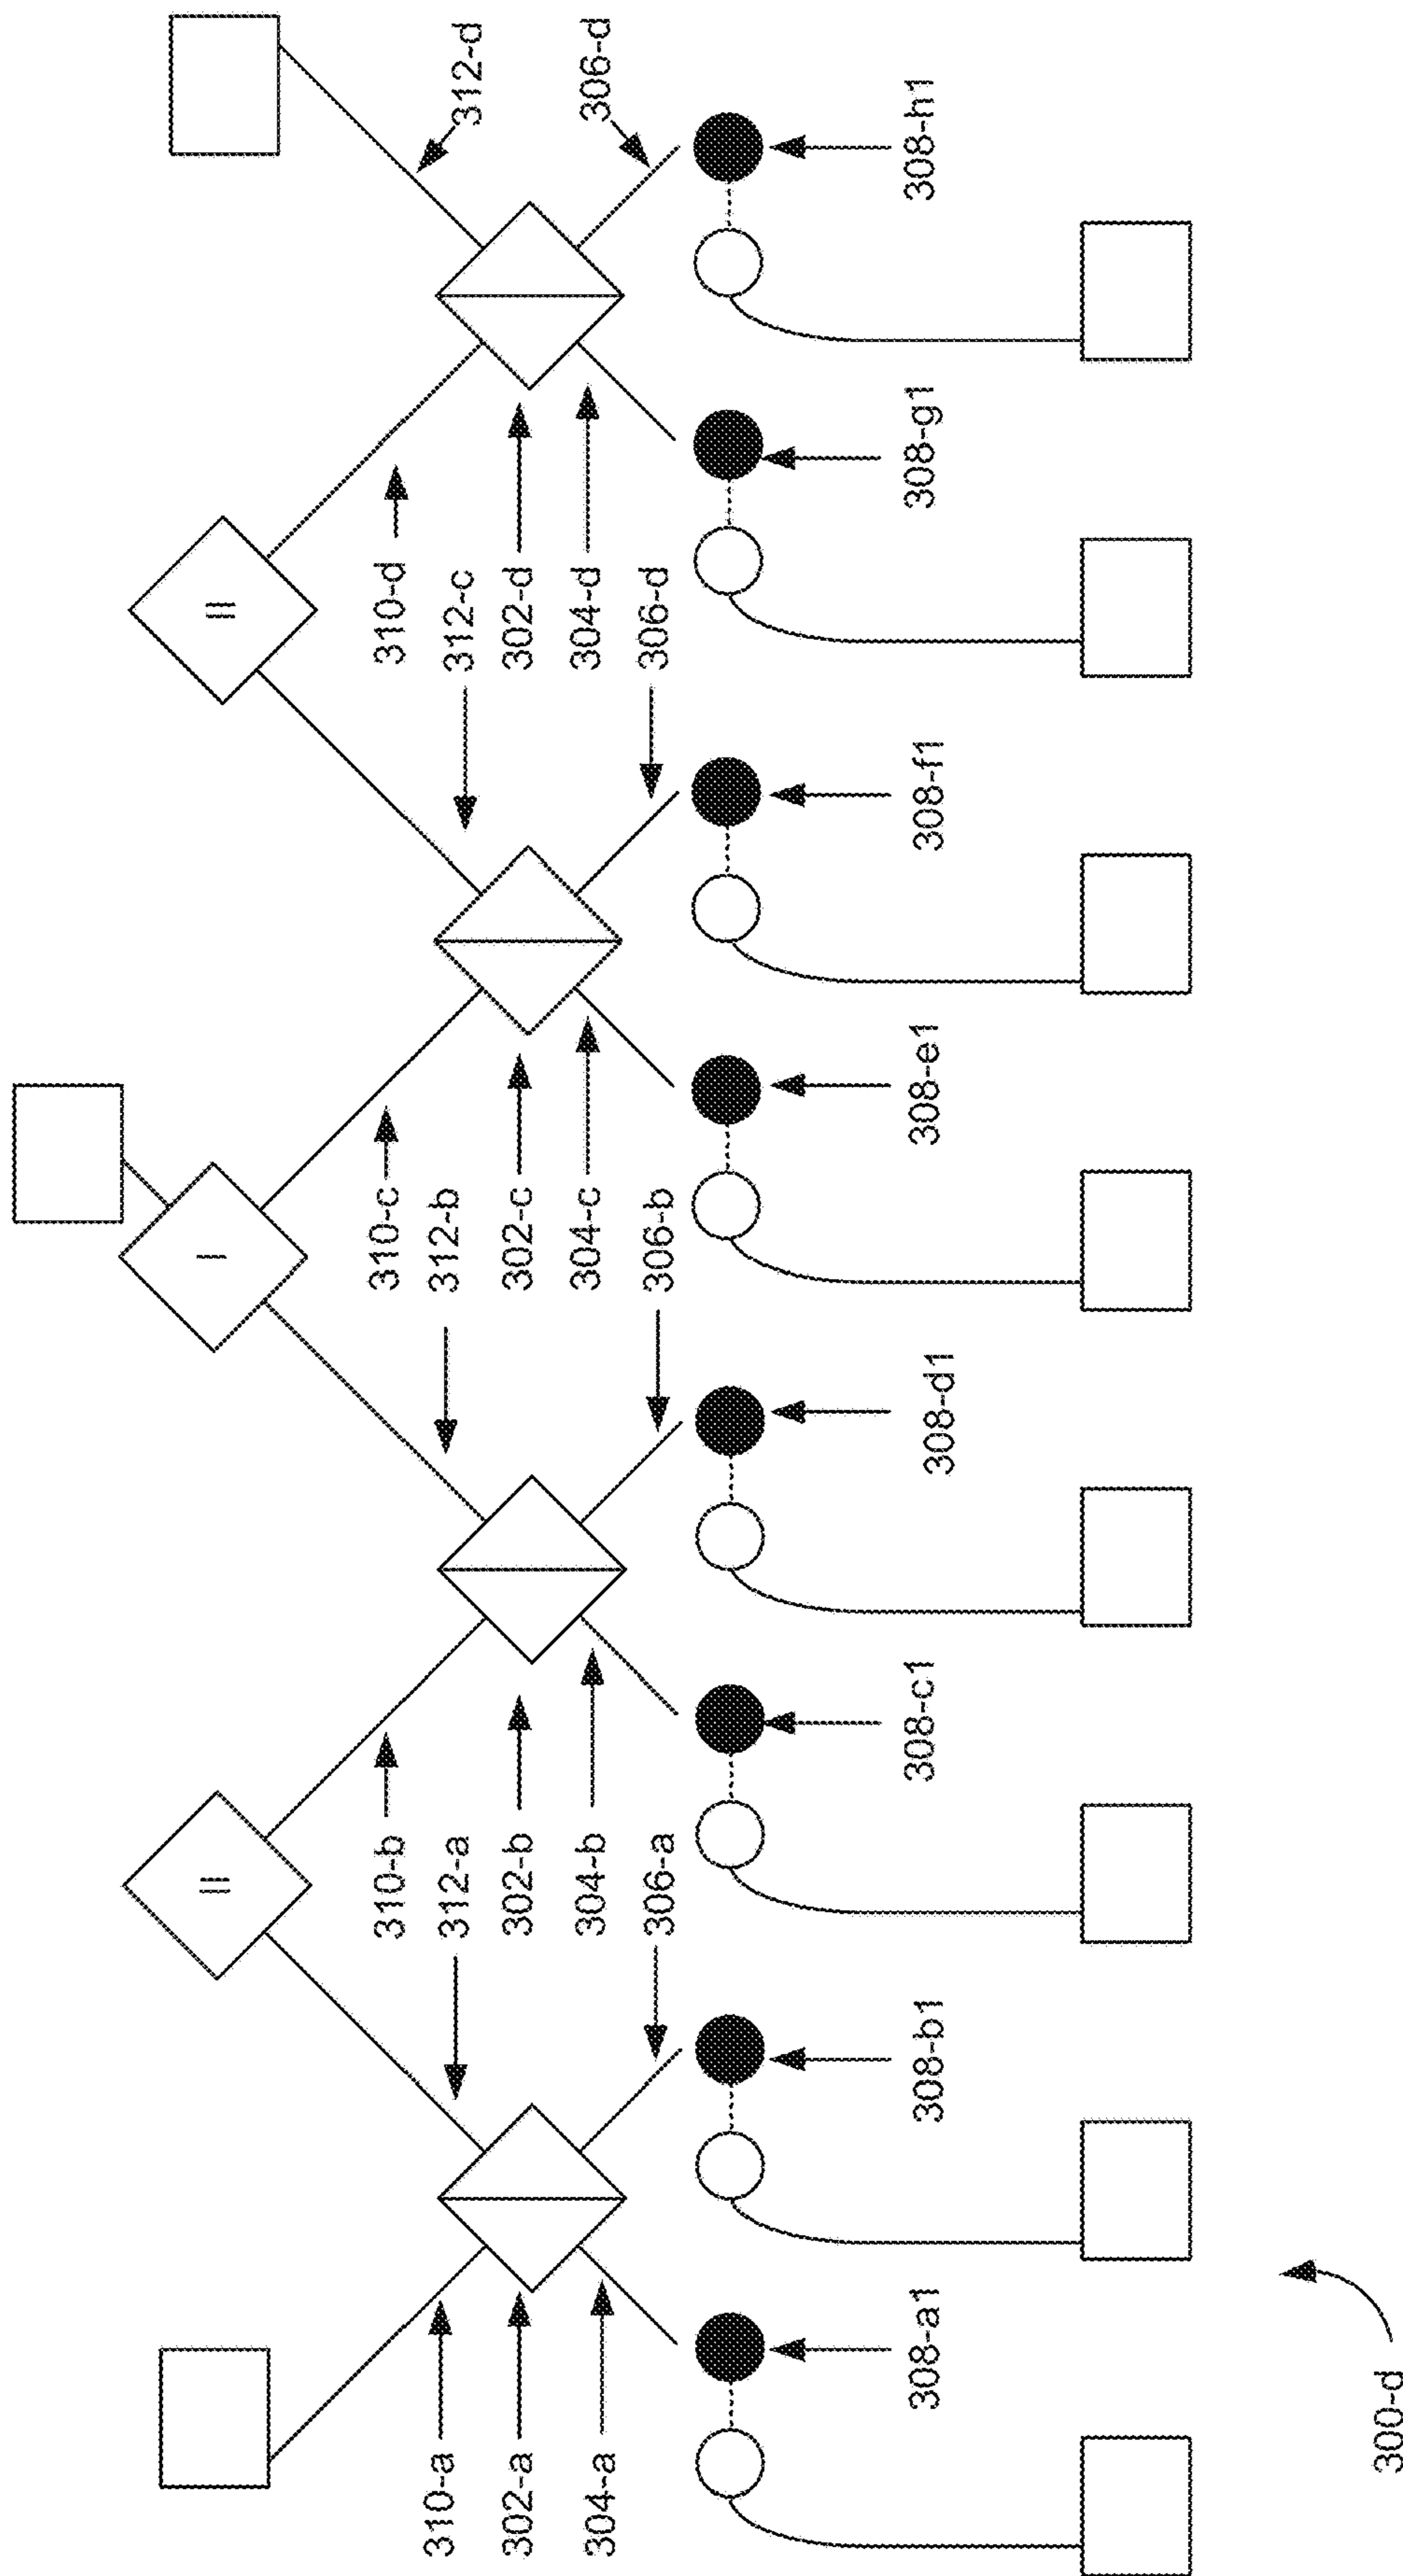 II I II
310-b 310-c 310-d
310-a 312-a 312-b 312-c 312-d
302-a 302-b 302-c 302-d
304-a 304-b 304-c 304-d 306-d
306-a 306-b 306-d
308-a1 308-b1 308-c1 308-d1 308-e1 308-f1 308-g1 308-h1
300-d